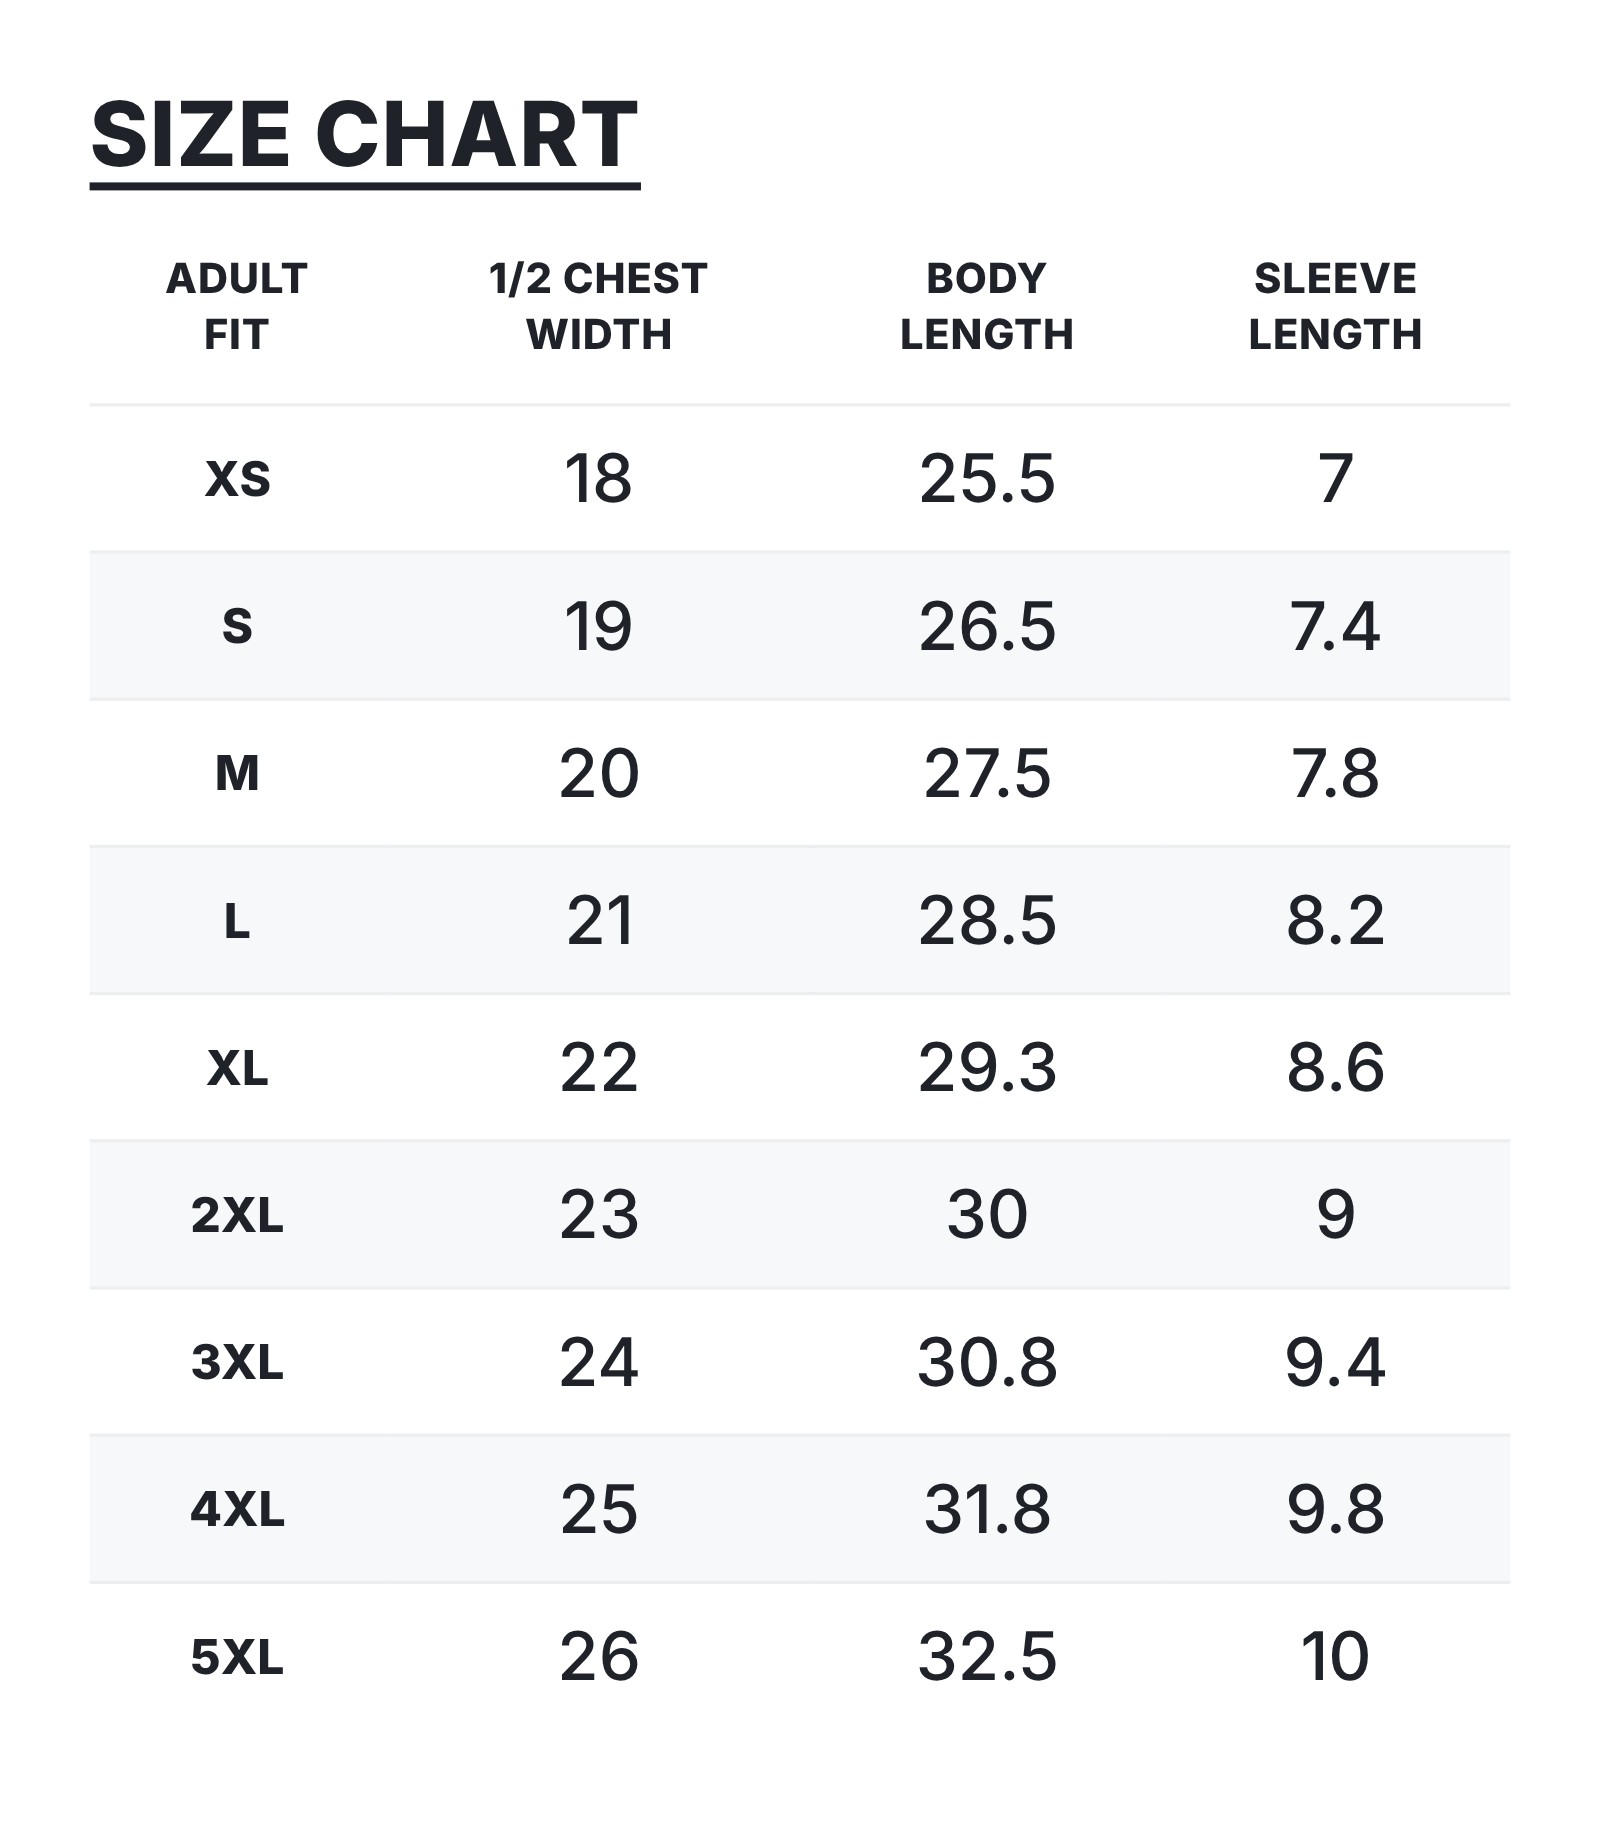 SIZE CHART
ADULT FIT 1/2 CHEST WIDTH BODY LENGTH SLEEVE LENGTH
XS 18 25.5 7
S 19 26.5 7.4
M 20 27.5 7.8
L 21 28.5 8.2
XL 22 29.3 8.6
2XL 23 30 9
3XL 24 30.8 9.4
4XL 25 31.8 9.8
5XL 26 32.5 10